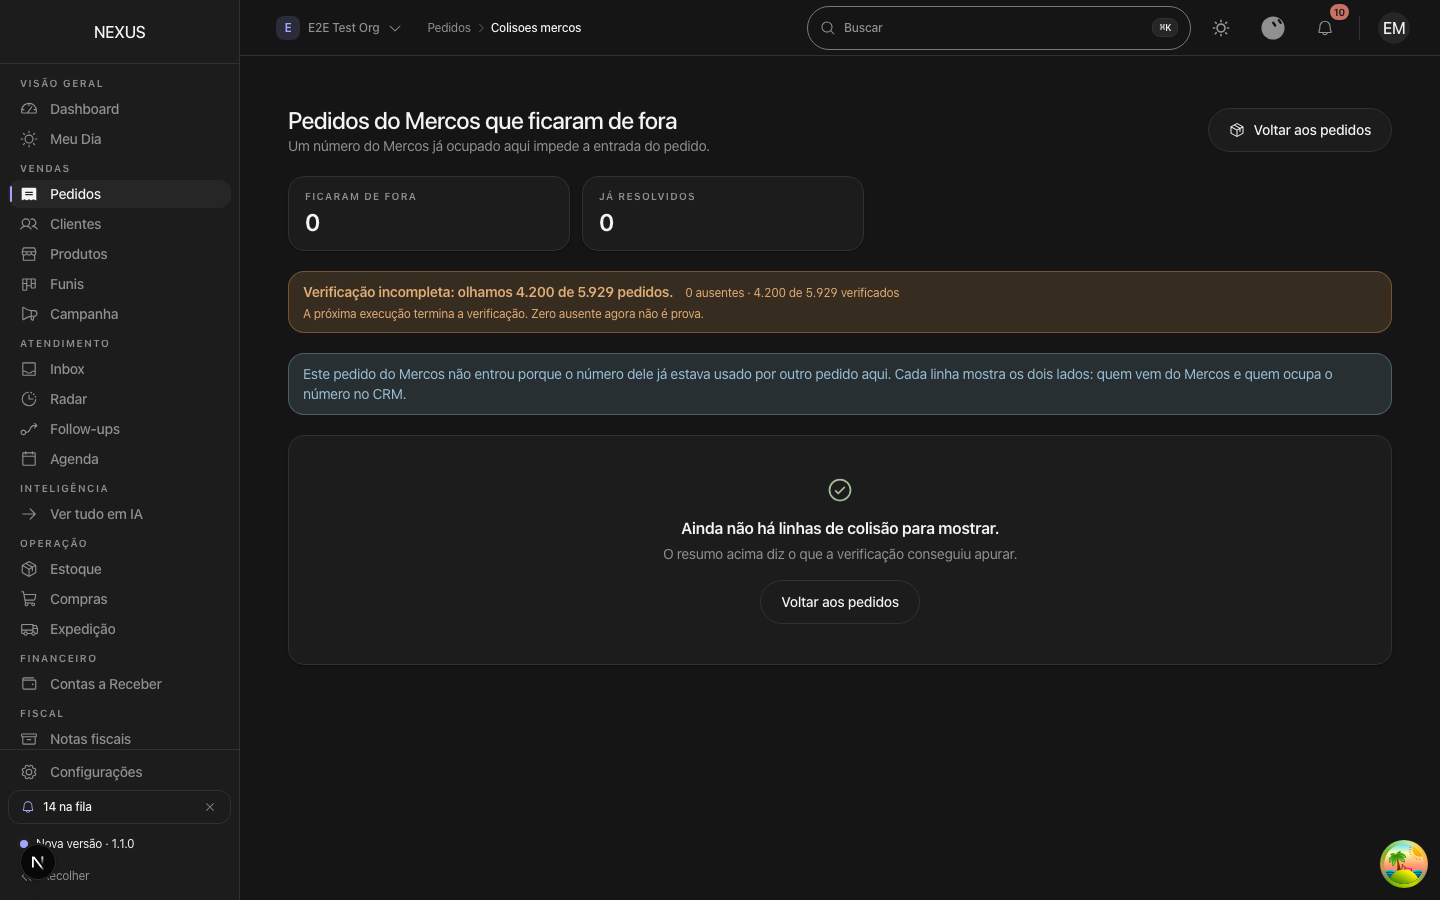 NEXUS
E
E2E Test Org
Pedidos
Colisoes mercos
Buscar
⌘K
10
EM
VISÃO GERAL
Dashboard
Meu Dia
VENDAS
Pedidos
Clientes
Produtos
Funis
Campanha
ATENDIMENTO
Inbox
Radar
Follow-ups
Agenda
INTELIGÊNCIA
Ver tudo em IA
OPERAÇÃO
Estoque
Compras
Expedição
FINANCEIRO
Contas a Receber
FISCAL
Notas fiscais
Configurações
14 na fila
Nova versão · 1.1.0
N
Pedidos do Mercos que ficaram de fora
Um número do Mercos já ocupado aqui impede a entrada do pedido.
Voltar aos pedidos
FICARAM DE FORA
0
JÁ RESOLVIDOS
0
Verificação incompleta: olhamos 4.200 de 5.929 pedidos. 0 ausentes · 4.200 de 5.929 verificados
A próxima execução termina a verificação. Zero ausente agora não é prova.
Este pedido do Mercos não entrou porque o número dele já estava usado por outro pedido aqui. Cada linha mostra os dois lados: quem vem do Mercos e quem ocupa o
número no CRM.
Ainda não há linhas de colisão para mostrar.
O resumo acima diz o que a verificação conseguiu apurar.
Voltar aos pedidos